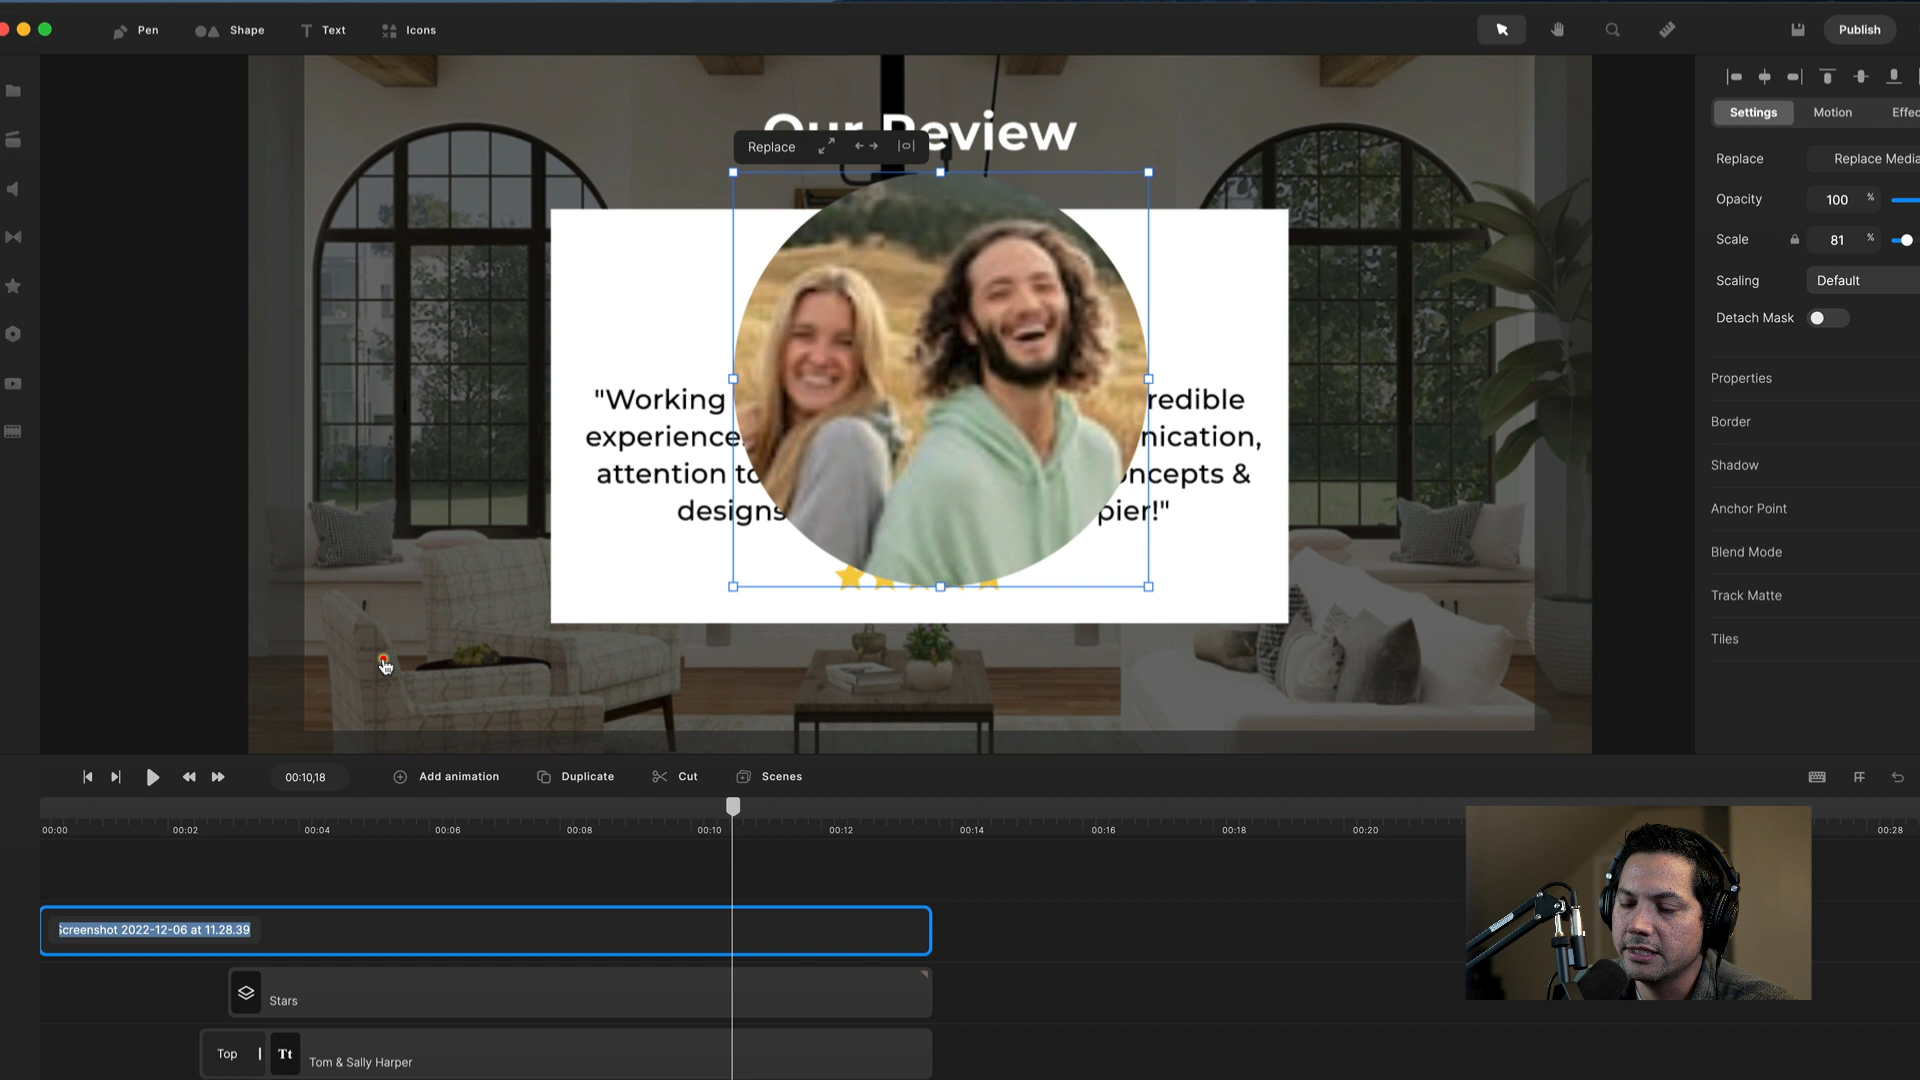 Pen
Shape
Text
Icons
Publish
Our Review
Replace
Settings
Motion
Replace
Replace Media
Opacity
100
%
Scale
81
%
Scaling
Default
Detach Mask
Properties
Border
Shadow
Anchor Point
Blend Mode
Track Matte
Tiles
"Working
experience
attention to
designs
pier!"
00:10,18
Add animation
Duplicate
Cut
Scenes
00:00
00:02
00:04
00:06
00:08
00:10
00:12
00:14
00:16
00:18
00:20
00:28
Screenshot 2022-12-06 at 11.28.39
Stars
Top
Tt
Tom & Sally Harper